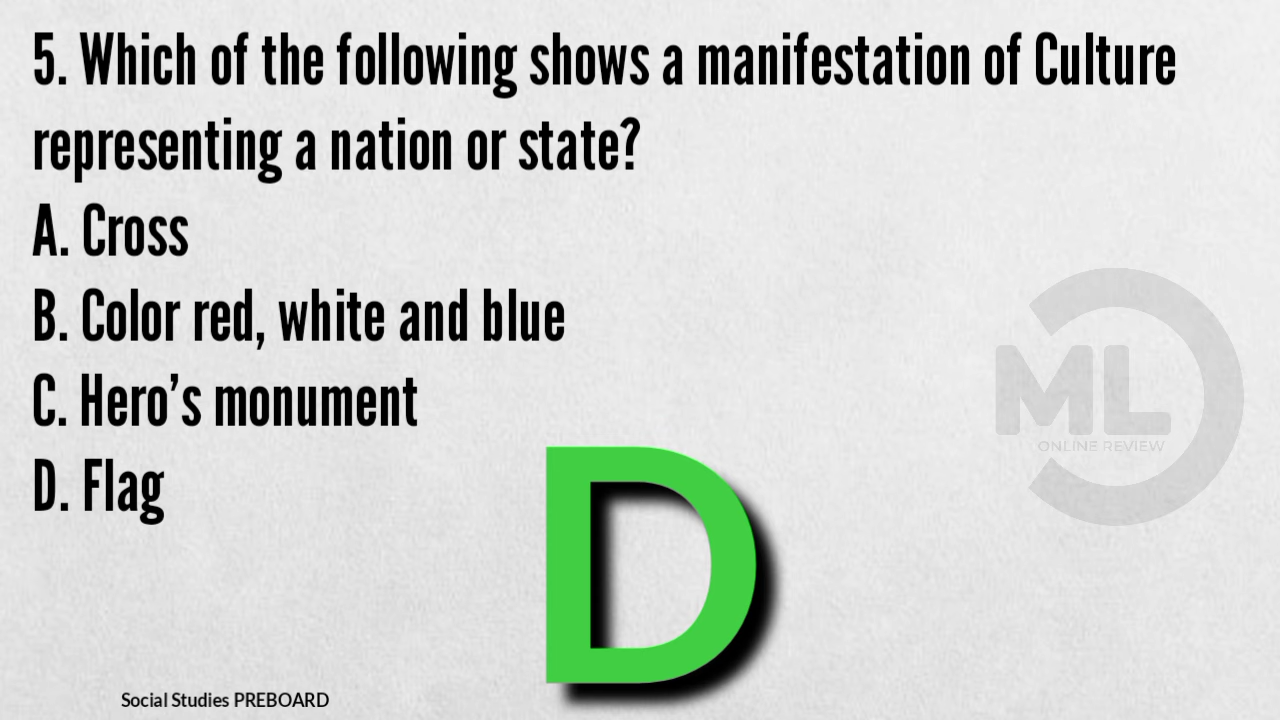 5. Which of the following shows a manifestation of Culture
representing a nation or state?
A. Cross
B. Color red, white and blue
C. Hero’s monument
D. Flag
D
ML
ONLINE REVIEW
Social Studies PREBOARD